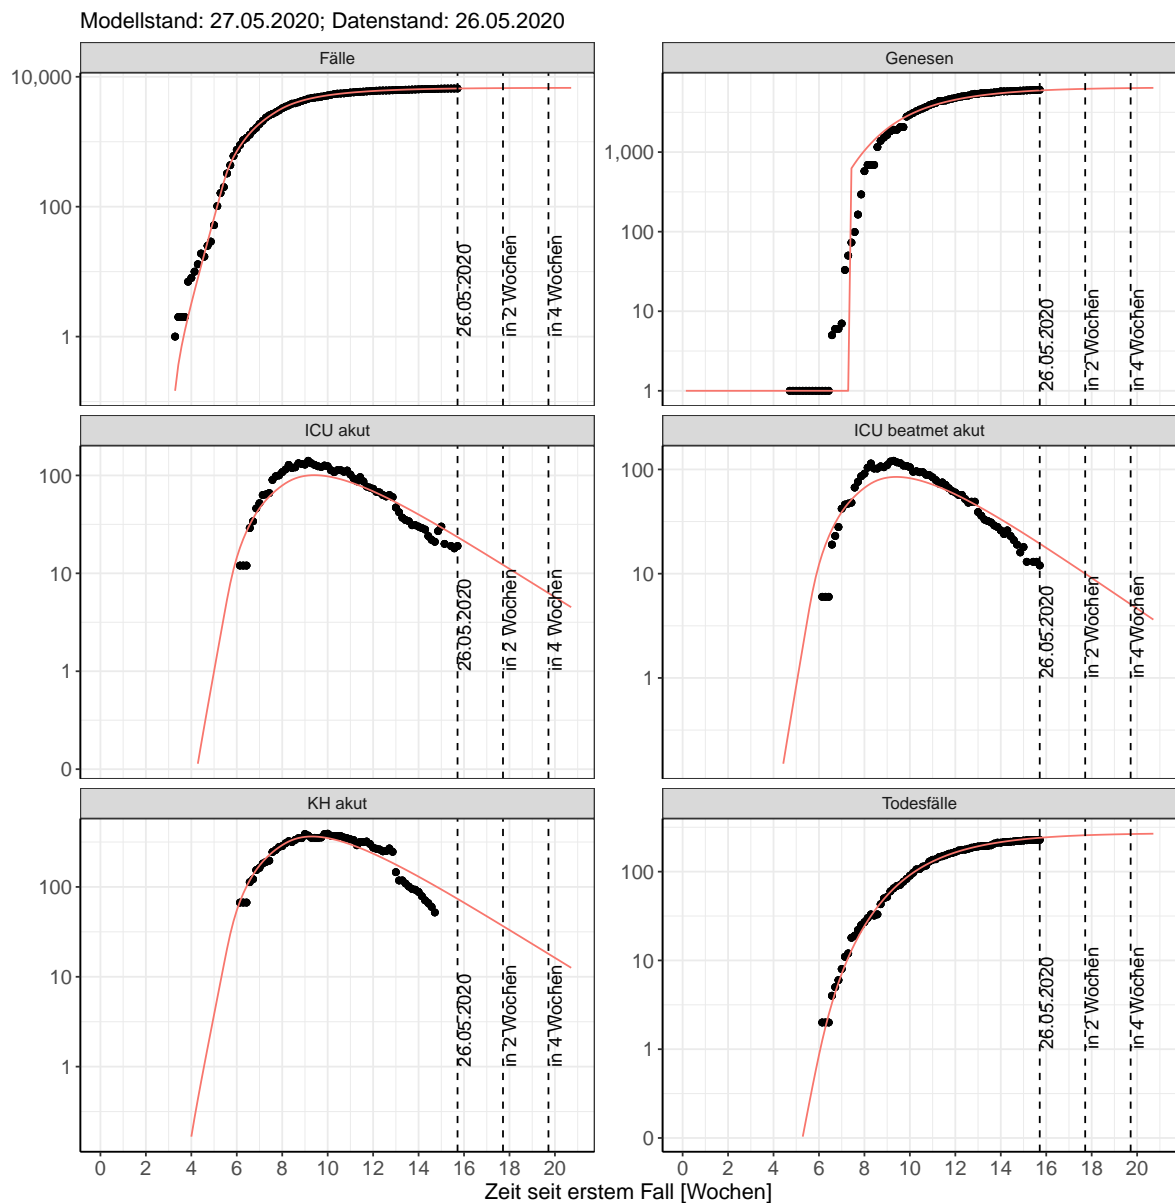 Modellstand: 27.05.2020; Datenstand: 26.05.2020
Fälle
10,000
100
1
26.05.2020
in 2 Wochen
in 4 Wochen
Genesen
1,000
100
10
1
26.05.2020
in 2 Wochen
in 4 Wochen
ICU akut
100
10
1
0
26.05.2020
in 2 Wochen
in 4 Wochen
ICU beatmet akut
100
10
1
26.05.2020
in 2 Wochen
in 4 Wochen
KH akut
100
10
1
26.05.2020
in 2 Wochen
in 4 Wochen
0 2 4 6 8 10 12 14 16 18 20
Todesfälle
100
10
1
0
26.05.2020
in 2 Wochen
in 4 Wochen
0 2 4 6 8 10 12 14 16 18 20
Zeit seit erstem Fall [Wochen]